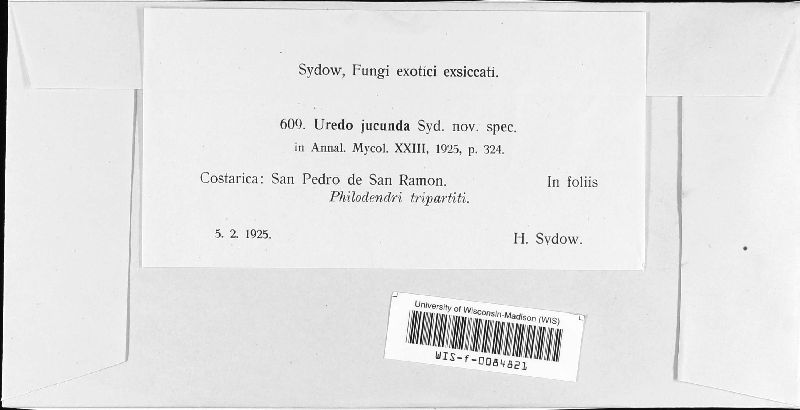 Sydow, Fungi exotici exsiccati.
609. Uredo jucunda Syd. nov. spec.
in Annal. Mycol. XXIII, 1925, p. 324.
Costarica: San Pedro de San Ramon. In foliis
Philodendri tripartiti.
5. 2. 1925. H. Sydow.
University of Wisconsin-Madison (WIS)
WIS-f-0084821